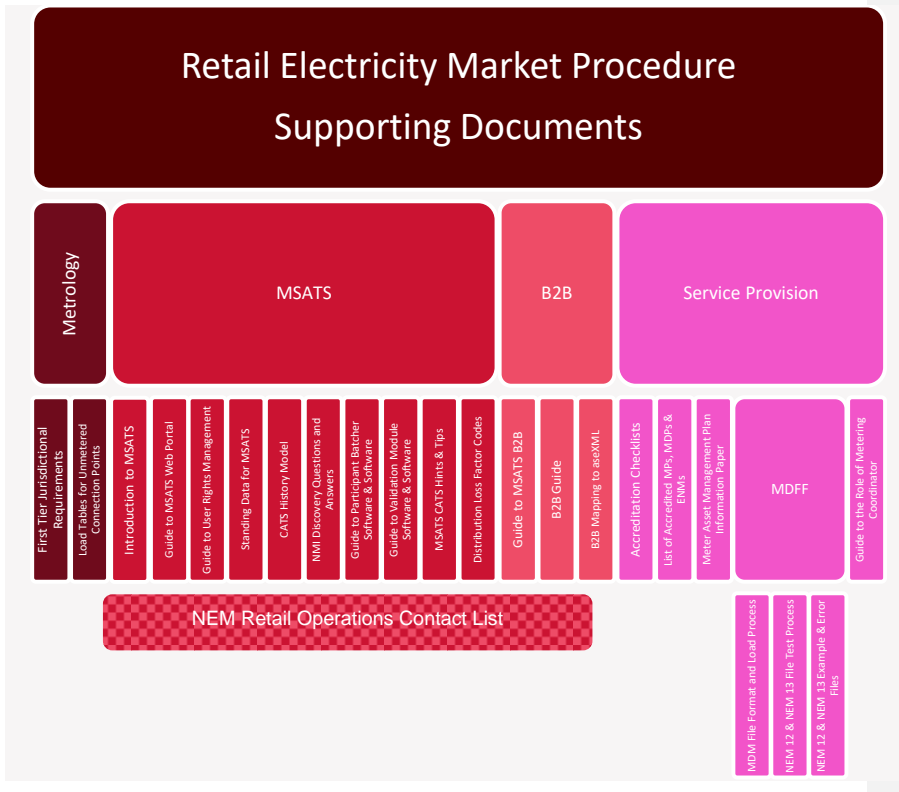 Retail Electricity Market Procedure
Supporting Documents
Metrology
MSATS
B2B
Service Provision
First Tier Jurisdictional
Requirements
Load Tables for Unmetered
Connection Points
Introduction to MSATS
Guide to MSATS Web Portal
Guide to User Rights Management
Standing Data for MSATS
CATS History Model
NMI Discovery Questions and
Answers
Guide to Participant Batcher
Software & Software
Guide to Validation Module
Software & Software
MSATS CATS Hints & Tips
Distribution Loss Factor Codes
Guide to MSATS B2B
B2B Guide
B2B Mapping to aseXML
Accreditation Checklists
List of Accredited MPs, MDPs &
ENMs
Meter Asset Management Plan
Information Paper
MDFF
Guide to the Role of Metering
Coordinator
NEM Retail Operations Contact List
MDM File Format and Load Process
NEM 12 & NEM 13 File Test Process
NEM 12 & NEM 13 Example & Error
Files